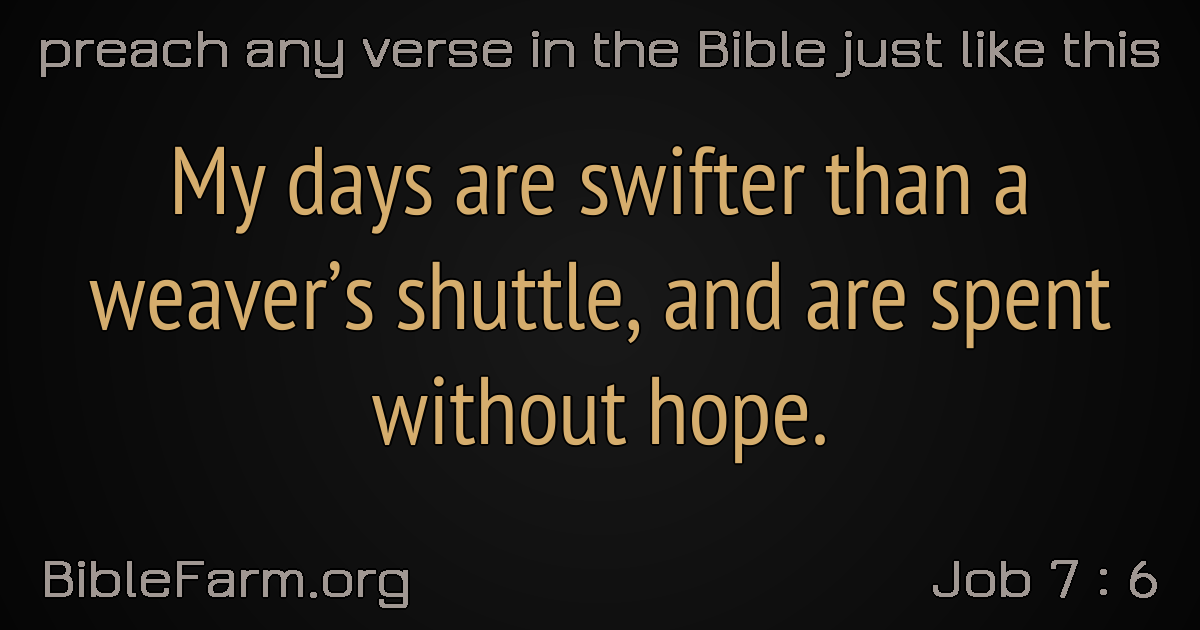 preach any verse in the Bible just like this
My days are swifter than a
weaver’s shuttle, and are spent
without hope.
BibleFarm.org
Job 7 : 6